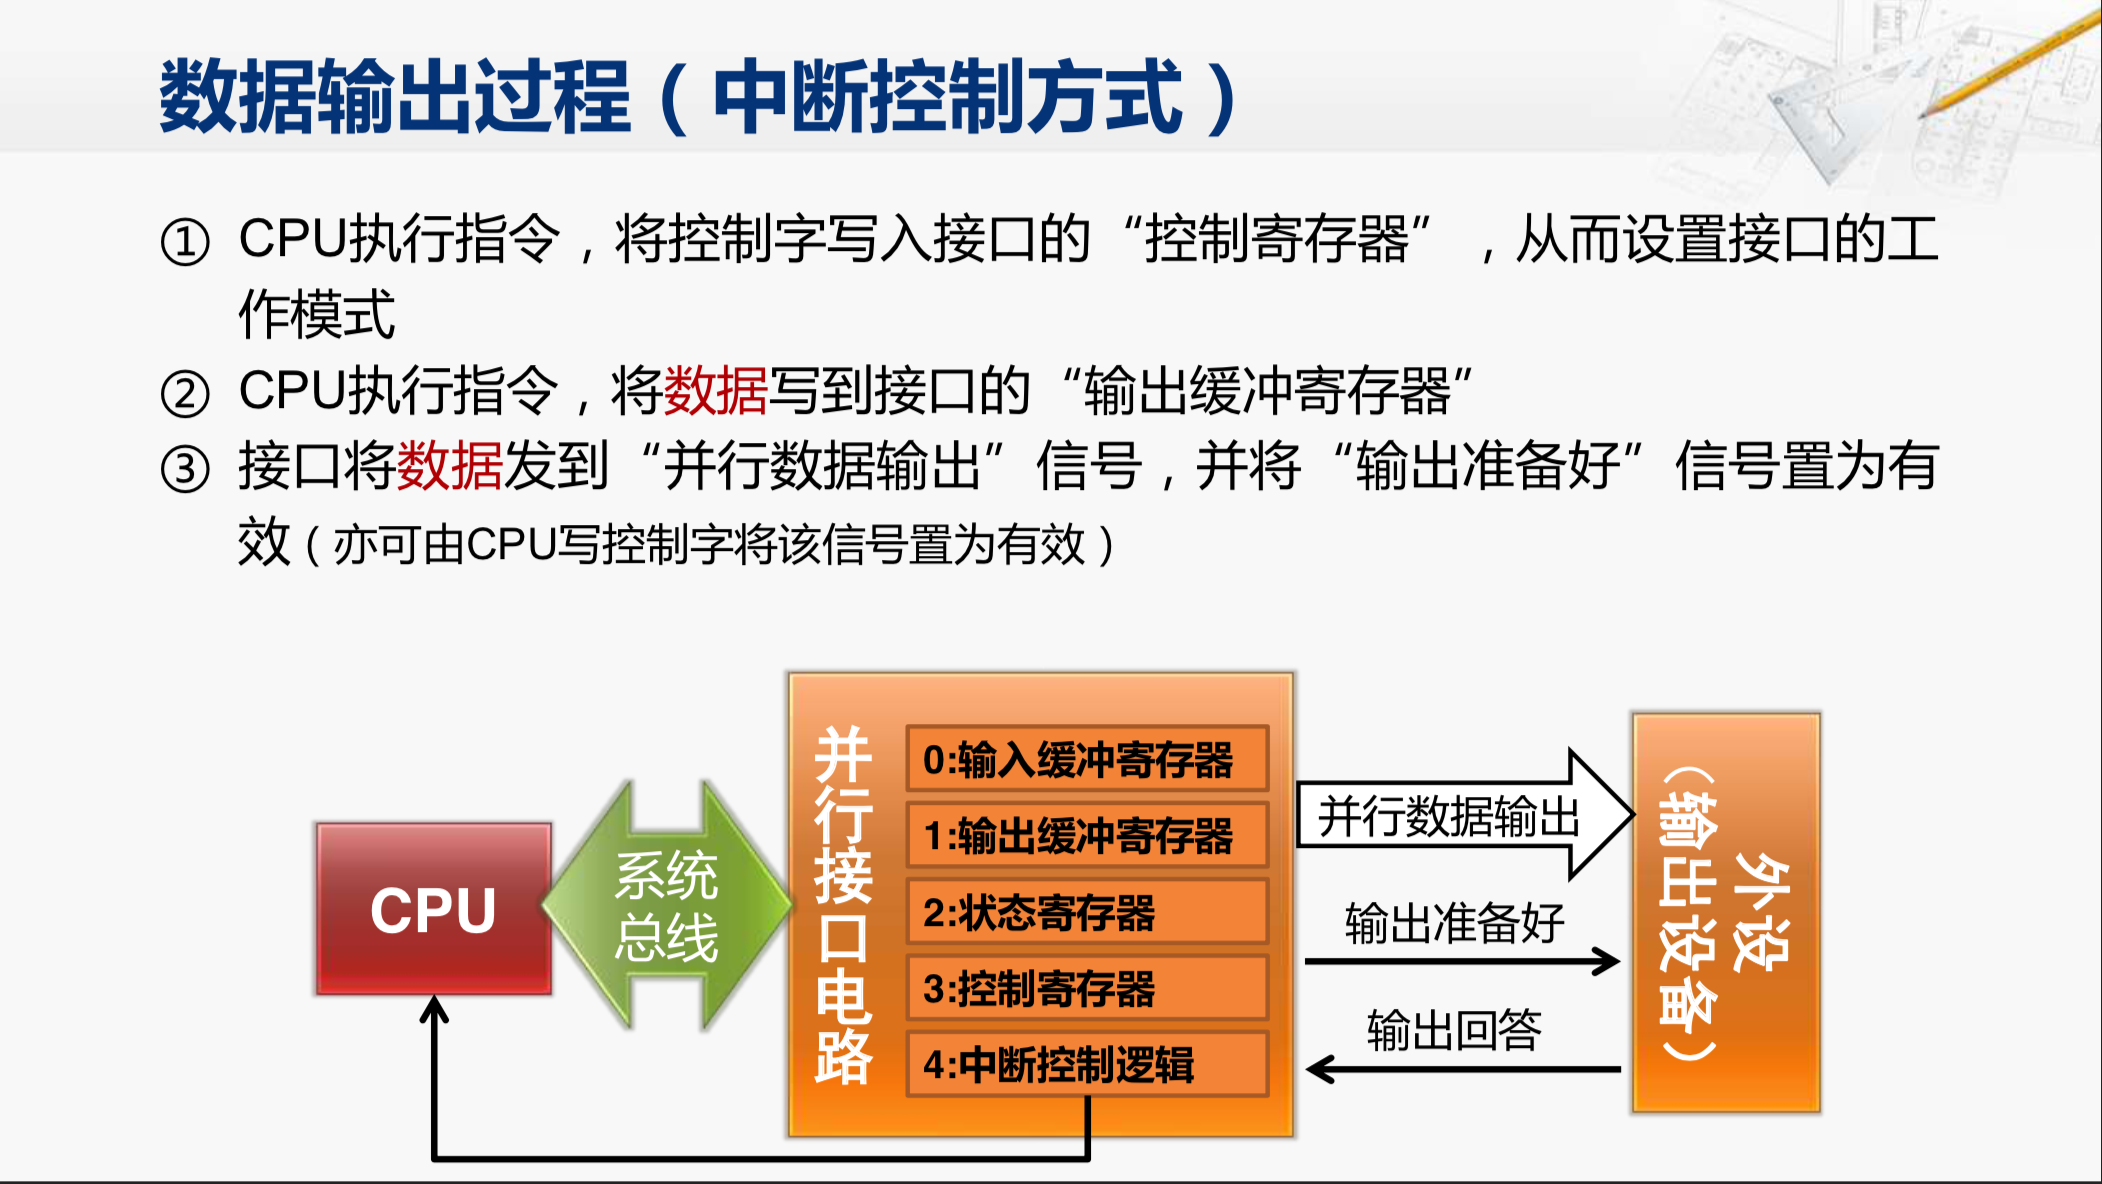 数据输出过程（中断控制方式）
① CPU执行指令，将控制字写入接口的“控制寄存器”，从而设置接口的工
作模式
② CPU执行指令，将数据写到接口的“输出缓冲寄存器”
③ 接口将数据发到“并行数据输出”信号，并将“输出准备好”信号置为有
效（亦可由CPU写控制字将该信号置为有效）
CPU
系统
总线
并行接口电路
0:输入缓冲寄存器
1:输出缓冲寄存器
2:状态寄存器
3:控制寄存器
4:中断控制逻辑
并行数据输出
输出准备好
输出回答
外设
（输出设备）